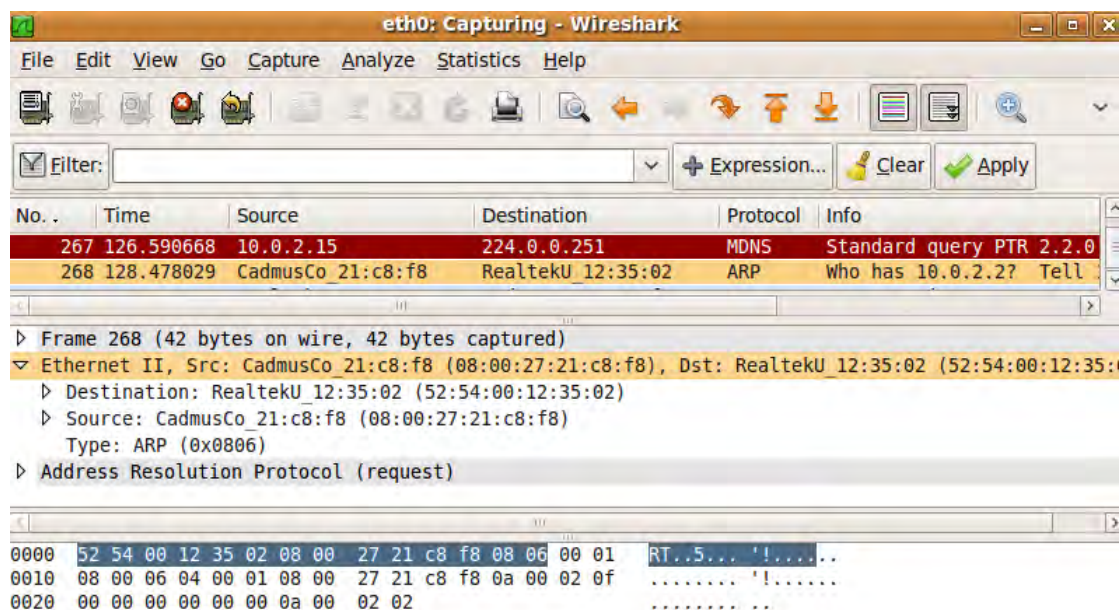 eth0: Capturing - Wireshark
File Edit View Go Capture Analyze Statistics Help
Filter: Expression... Clear Apply
No. . Time Source Destination Protocol Info
267 126.590668 10.0.2.15 224.0.0.251 MDNS Standard query PTR 2.2.0
268 128.478029 CadmusCo_21:c8:f8 RealtekU_12:35:02 ARP Who has 10.0.2.2? Tell
Frame 268 (42 bytes on wire, 42 bytes captured)
Ethernet II, Src: CadmusCo_21:c8:f8 (08:00:27:21:c8:f8), Dst: RealtekU_12:35:02 (52:54:00:12:35:
Destination: RealtekU_12:35:02 (52:54:00:12:35:02)
Source: CadmusCo_21:c8:f8 (08:00:27:21:c8:f8)
Type: ARP (0x0806)
Address Resolution Protocol (request)
0000 52 54 00 12 35 02 08 00 27 21 c8 f8 08 06 00 01 RT..5... '!......
0010 08 00 06 04 00 01 08 00 27 21 c8 f8 0a 00 02 0f ........ '!......
0020 00 00 00 00 00 00 0a 00 02 02 ........ ..